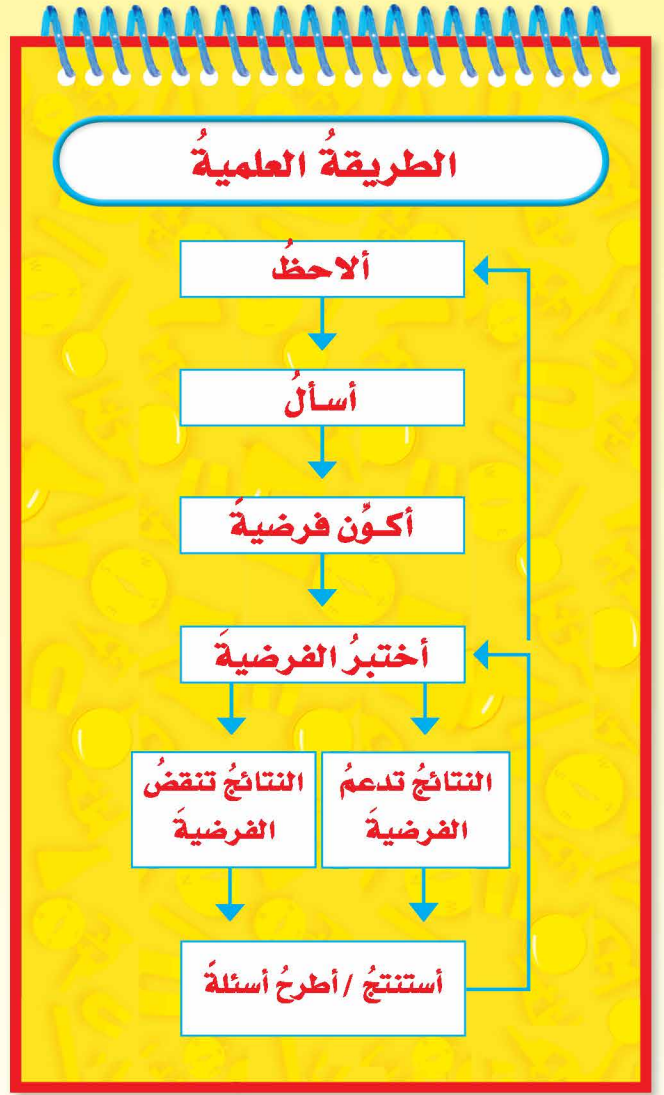 الطريقةُ العلميةُ
ألاحظُ
أسألُ
أكوِّن فرضيةً
أختبرُ الفرضيةَ
النتائجُ تدعمُ
الفرضيةَ
النتائجُ تنقضُ
الفرضيةَ
أستنتجُ / أطرحُ أسئلةً